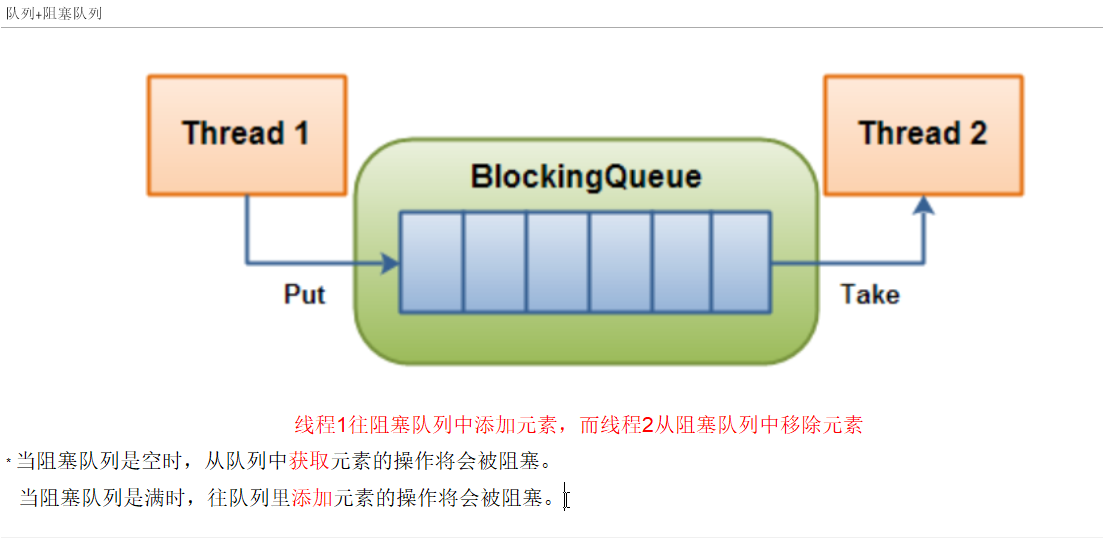 队列+阻塞队列
Thread 1
Thread 2
BlockingQueue
Put
Take
线程1往阻塞队列中添加元素，而线程2从阻塞队列中移除元素
* 当阻塞队列是空时，从队列中获取元素的操作将会被阻塞。
当阻塞队列是满时，往队列里添加元素的操作将会被阻塞。